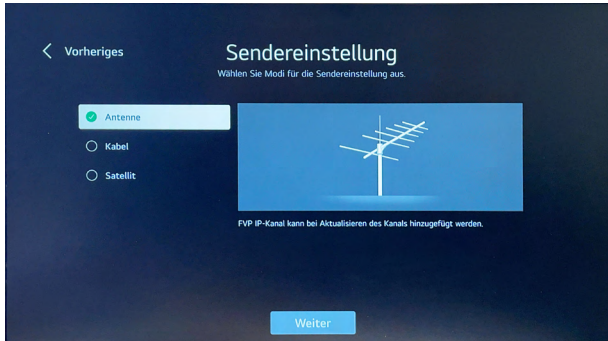 Vorheriges
Sendereinstellung
Wählen Sie Modi für die Sendereinstellung aus.
Antenne
Kabel
Satellit
FVP IP-Kanal kann bei Aktualisieren des Kanals hinzugefügt werden.
Weiter